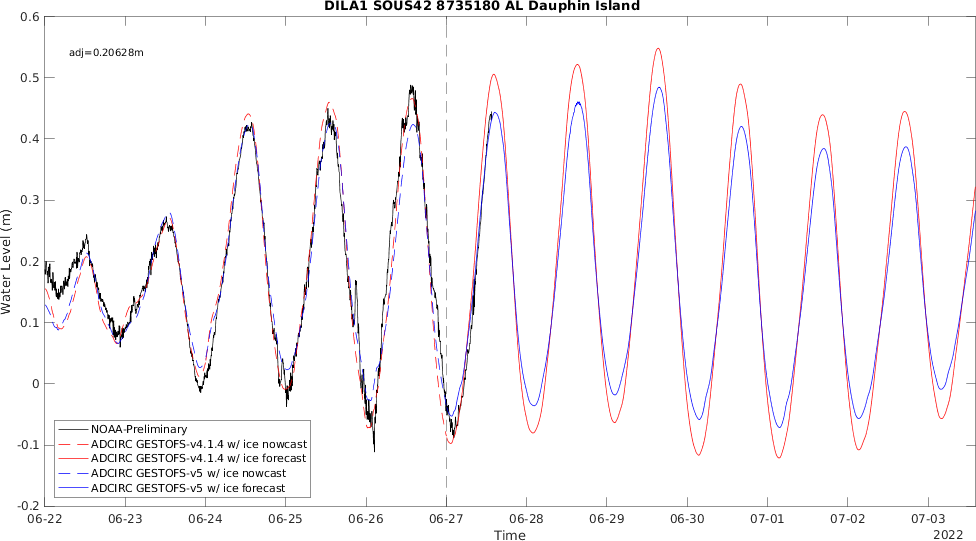 DILA1 SOUS42 8735180 AL Dauphin Island
0.6
adj=0.20628m
0.5
0.4
0.3
0.2
0.1
0
-0.1
-0.2
Water Level (m)
NOAA-Preliminary
ADCIRC GESTOFS-v4.1.4 w/ ice nowcast
ADCIRC GESTOFS-v4.1.4 w/ ice forecast
ADCIRC GESTOFS-v5 w/ ice nowcast
ADCIRC GESTOFS-v5 w/ ice forecast
06-22 06-23 06-24 06-25 06-26 06-27 06-28 06-29 06-30 07-01 07-02 07-03
Time
2022